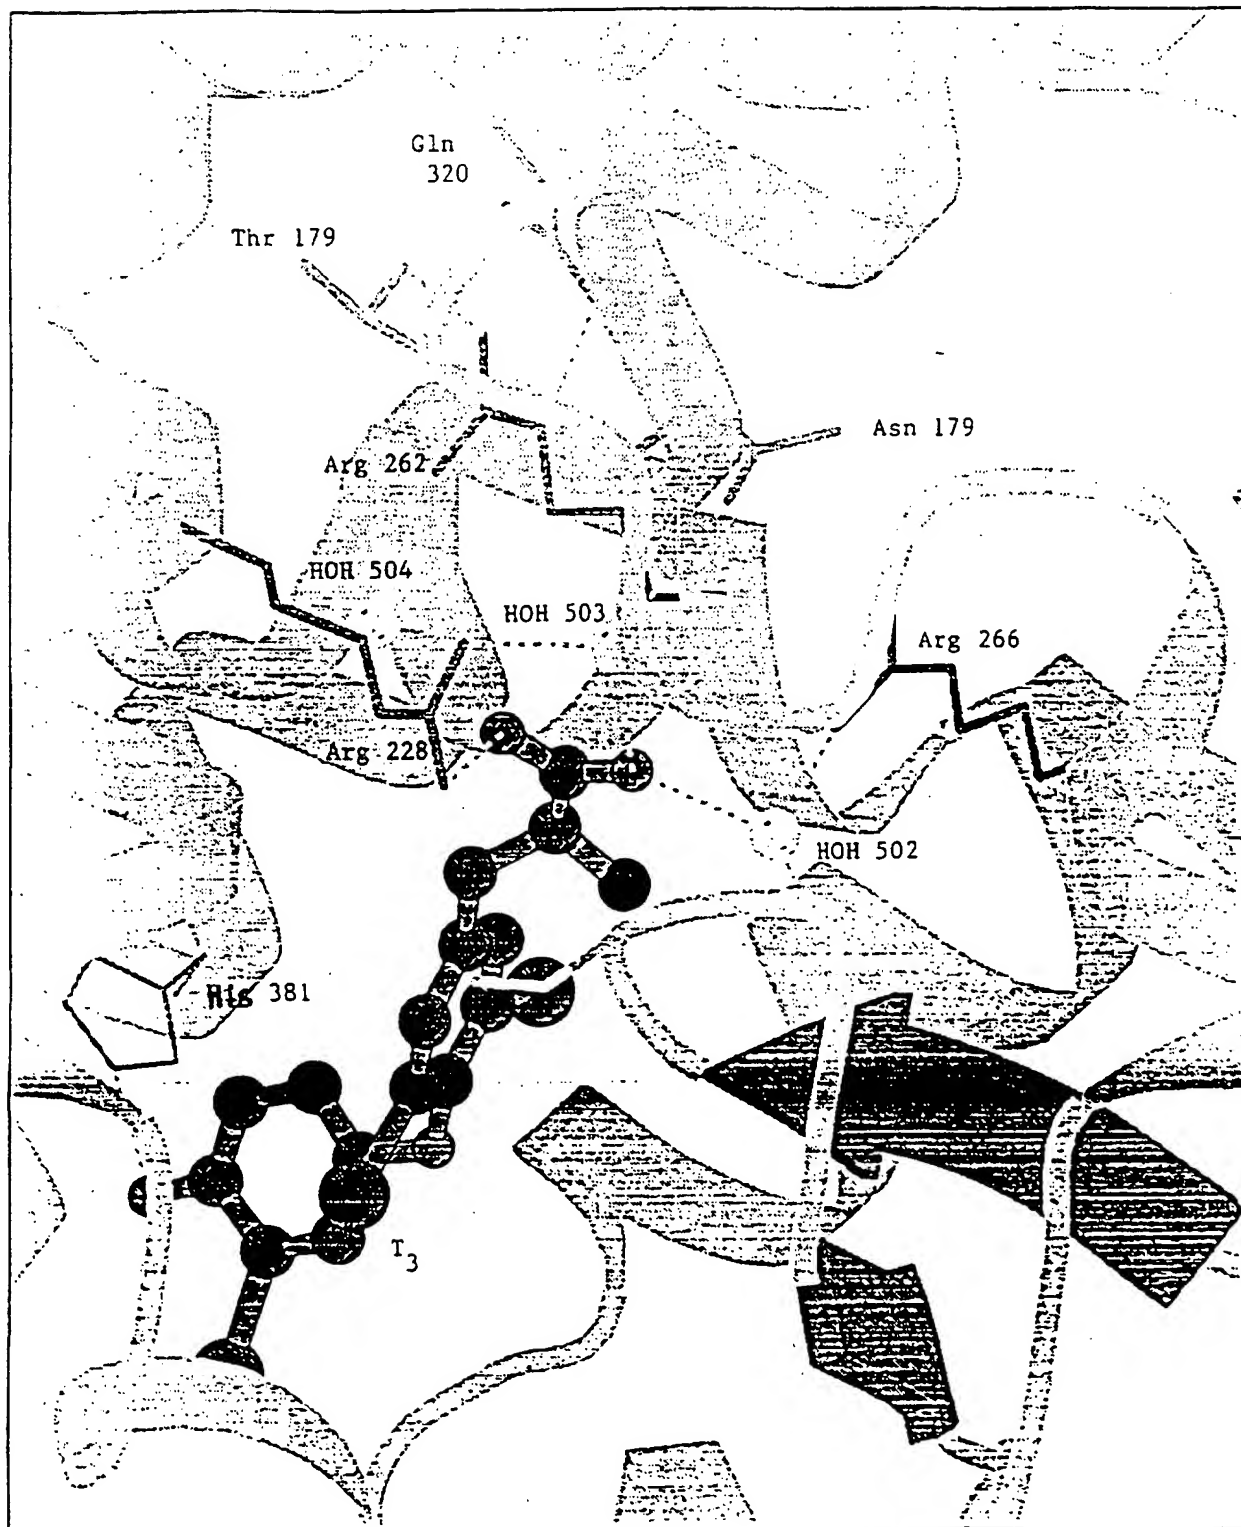 Gln
320
Thr 179
Asn 179
Arg 262
HOH 504
HOH 503
Arg 266
Arg 228
HOH 502
His 381
T3